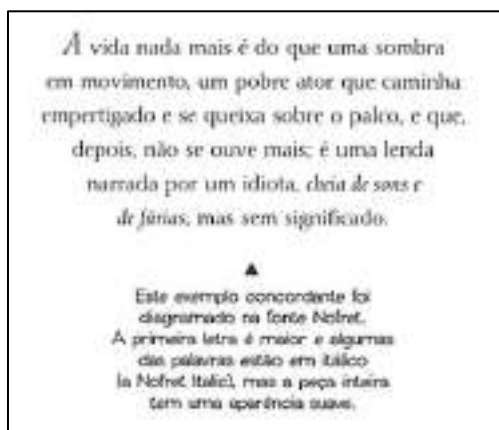 A vida nada mais é do que uma sombra
em movimento, um pobre ator que caminha
empertigado e se queixa sobre o palco, e que,
depois, não se ouve mais; é uma lenda
narrada por um idiota, cheia de sons e
de fúrias, mas sem significado.
Este exemplo concordante foi
diagramado na fonte Nofret.
A primeira letra é maior e algumas
das palavras estão em itálico
(a Nofret Italic), mas a peça inteira
tem uma aparência suave.